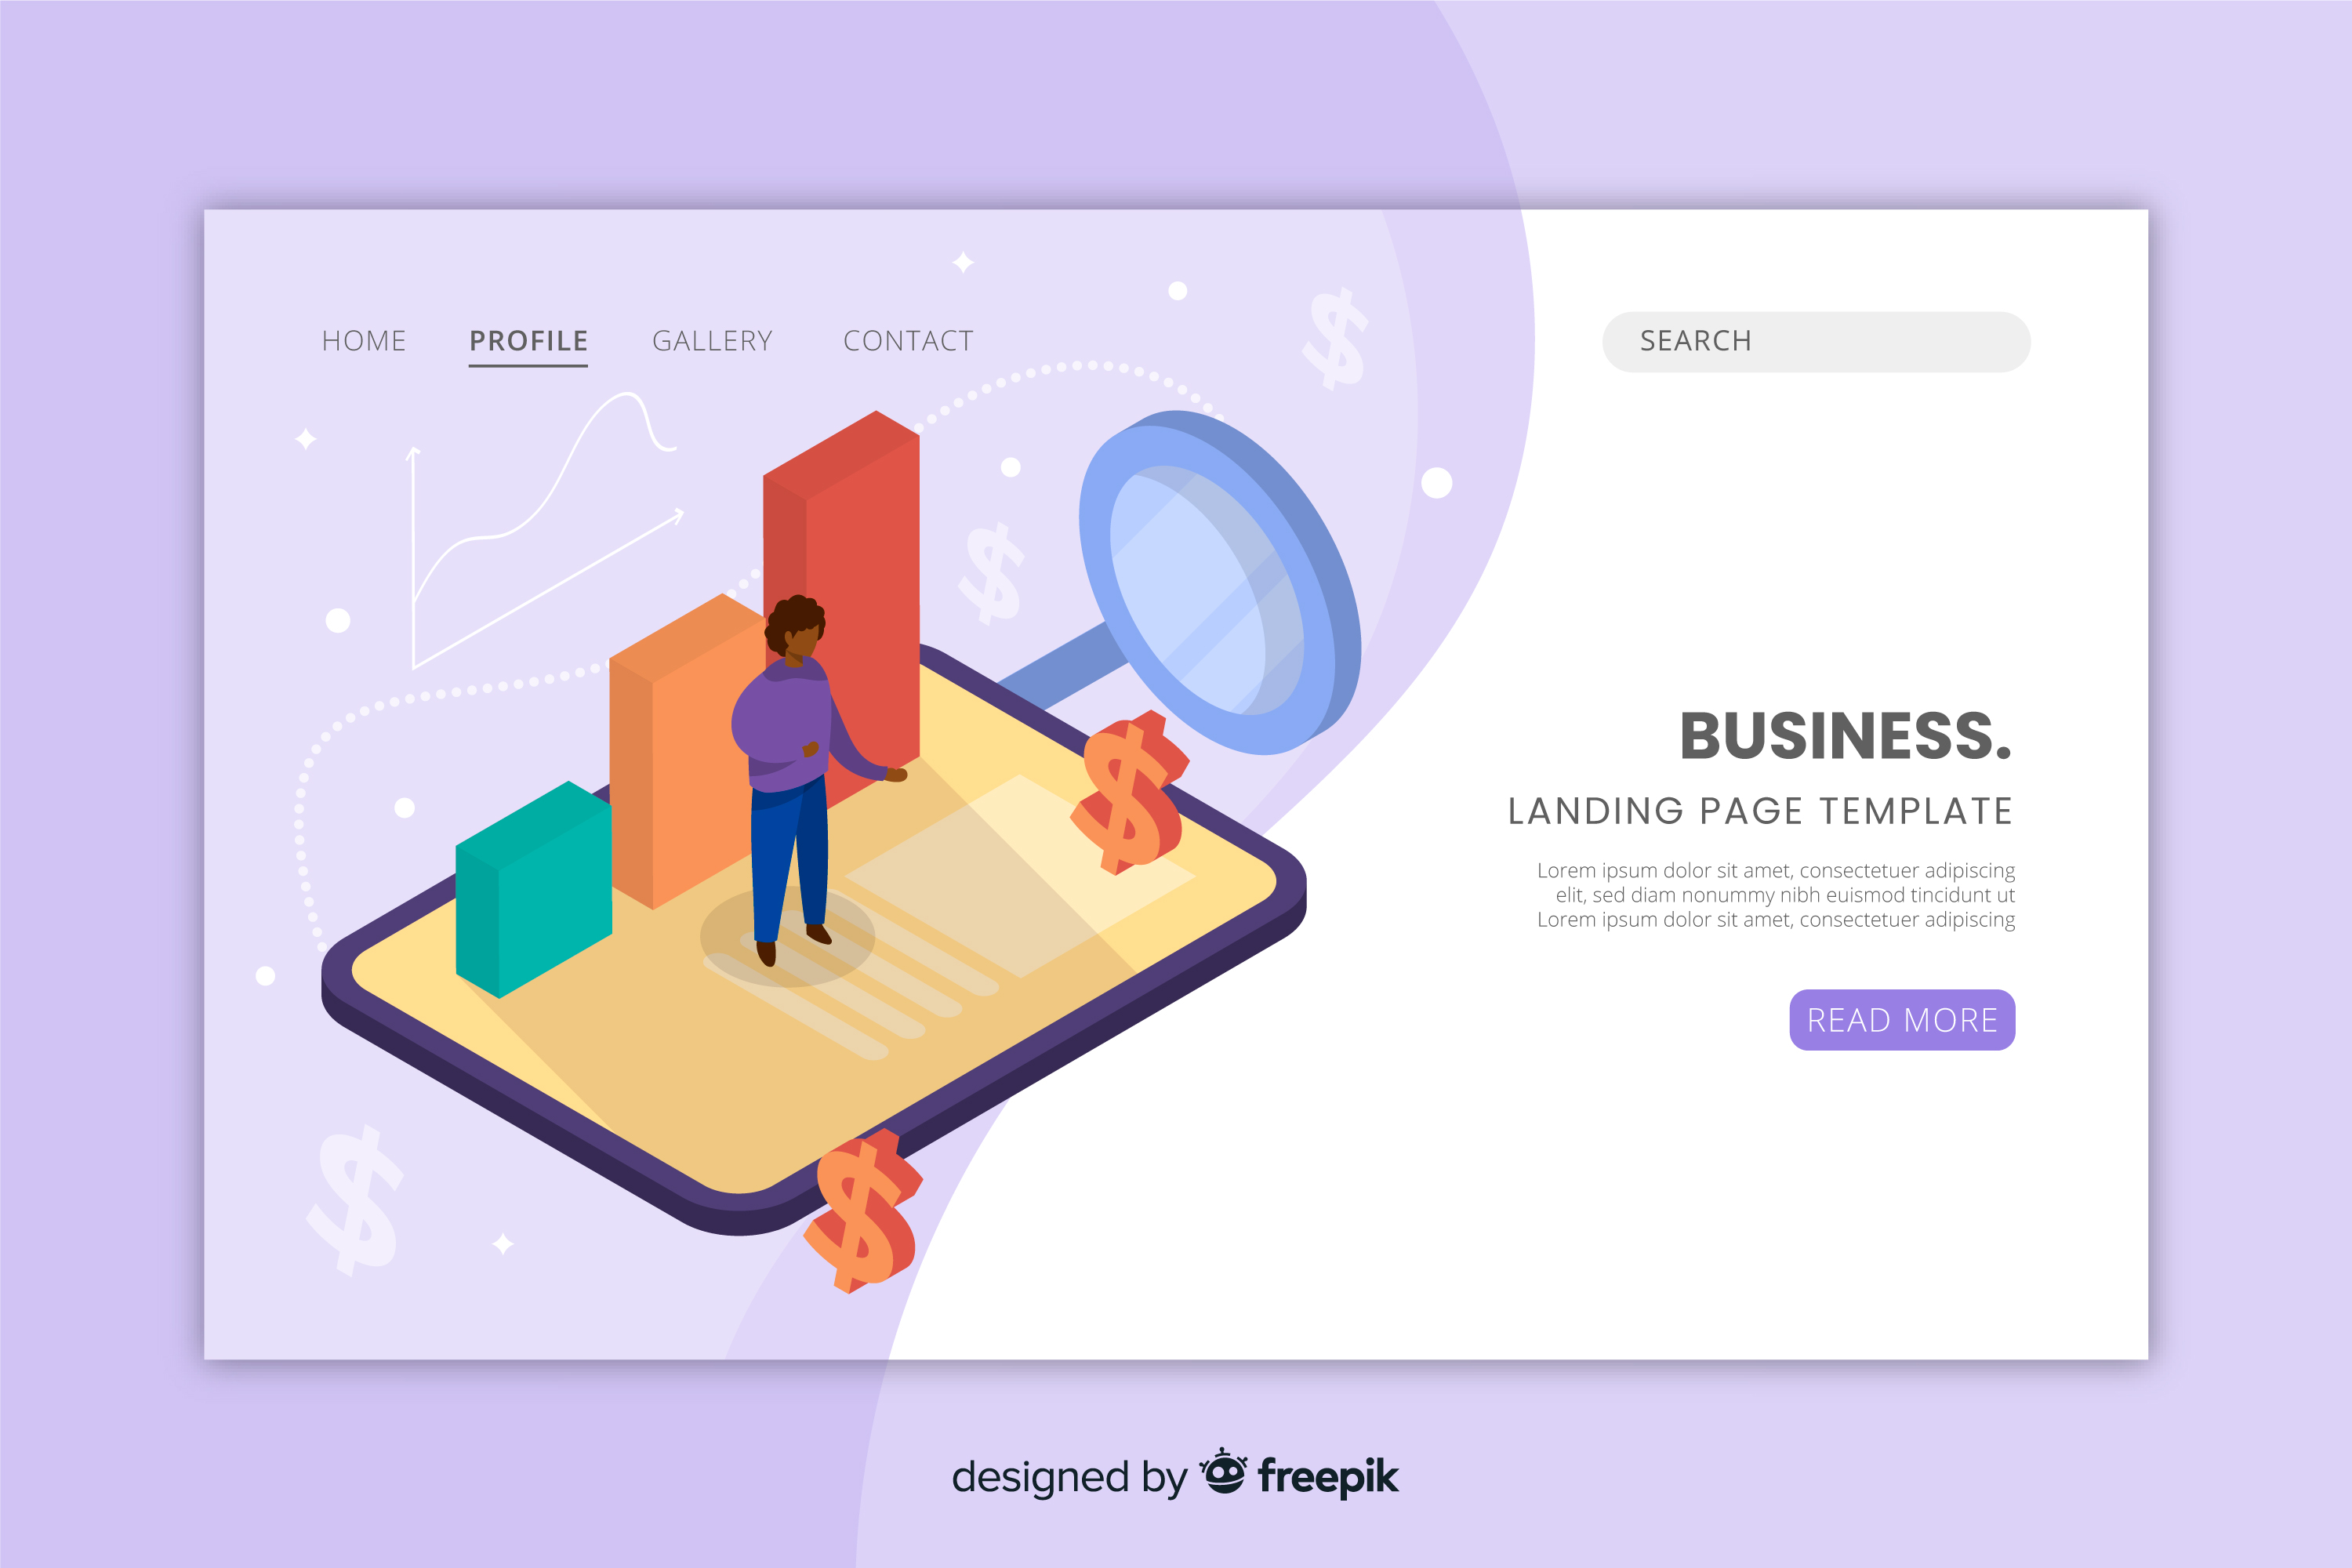 HOME PROFILE GALLERY CONTACT SEARCH
BUSINESS.
LANDING PAGE TEMPLATE
Lorem ipsum dolor sit amet, consectetuer adipiscing
elit, sed diam nonummy nibh euismod tincidunt ut
Lorem ipsum dolor sit amet, consectetuer adipiscing
READ MORE
designed by freepik